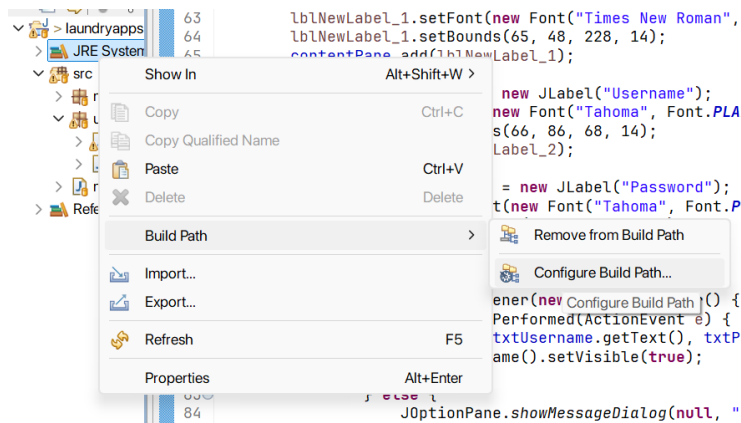 > laundryapps
JRE System
src
Refe
63 lblNewLabel_1.setFont(new Font("Times New Roman",
64 lblNewLabel_1.setBounds(65, 48, 228, 14);
65 contentPane.add(lblNewLabel_1);
new JLabel("Username");
new Font("Tahoma", Font.PLA
s(66, 86, 68, 14);
Label_2);
= new JLabel("Password");
t(new Font("Tahoma", Font.P
Show In Alt+Shift+W >
Copy Ctrl+C
Copy Qualified Name
Paste Ctrl+V
Delete Delete
Build Path >
Import...
Export...
Refresh F5
Properties Alt+Enter
Remove from Build Path
Configure Build Path...
Configure Build Path
ener(new () {
Performed(ActionEvent e) {
txtUsername.getText(), txtP
ame().setVisible(true);
} else {
84 JOptionPane.showMessageDialog(null, "